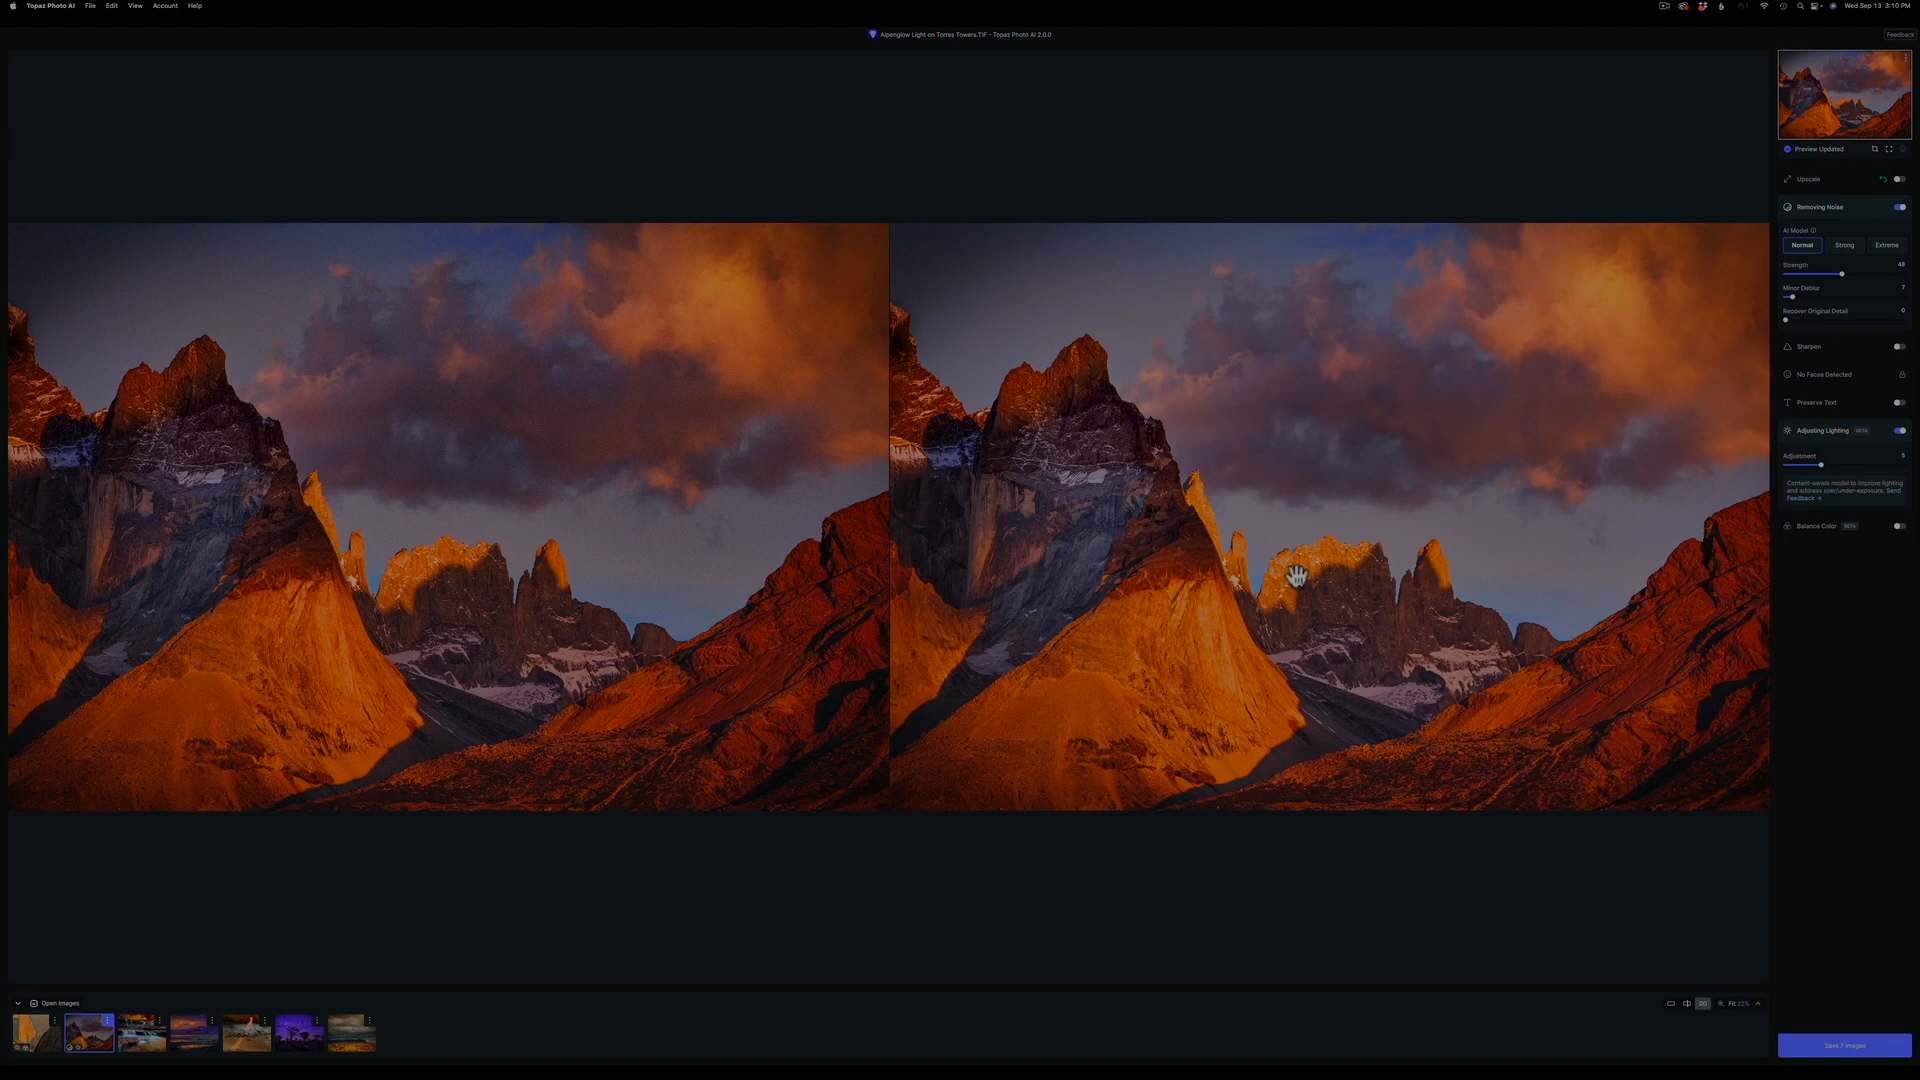 Topaz Photo AI File Edit View Account Help
Wed Sep 13 3:10 PM
Alpenglow Light on Torres Towers.TIF - Topaz Photo AI 2.0.0
Feedback
Preview Updated
Upscale
Removing Noise
AI Model
Normal Strong Extreme
Strength 48
Minor Deblur 7
Recover Original Detail 0
Sharpen
No Faces Detected
Preserve Text
Adjusting Lighting BETA
Adjustment 5
Content-aware model to improve lighting
and address over/under-exposure. Send
Feedback →
Balance Color BETA
Open Images
Fit 22%
Save 7 Images